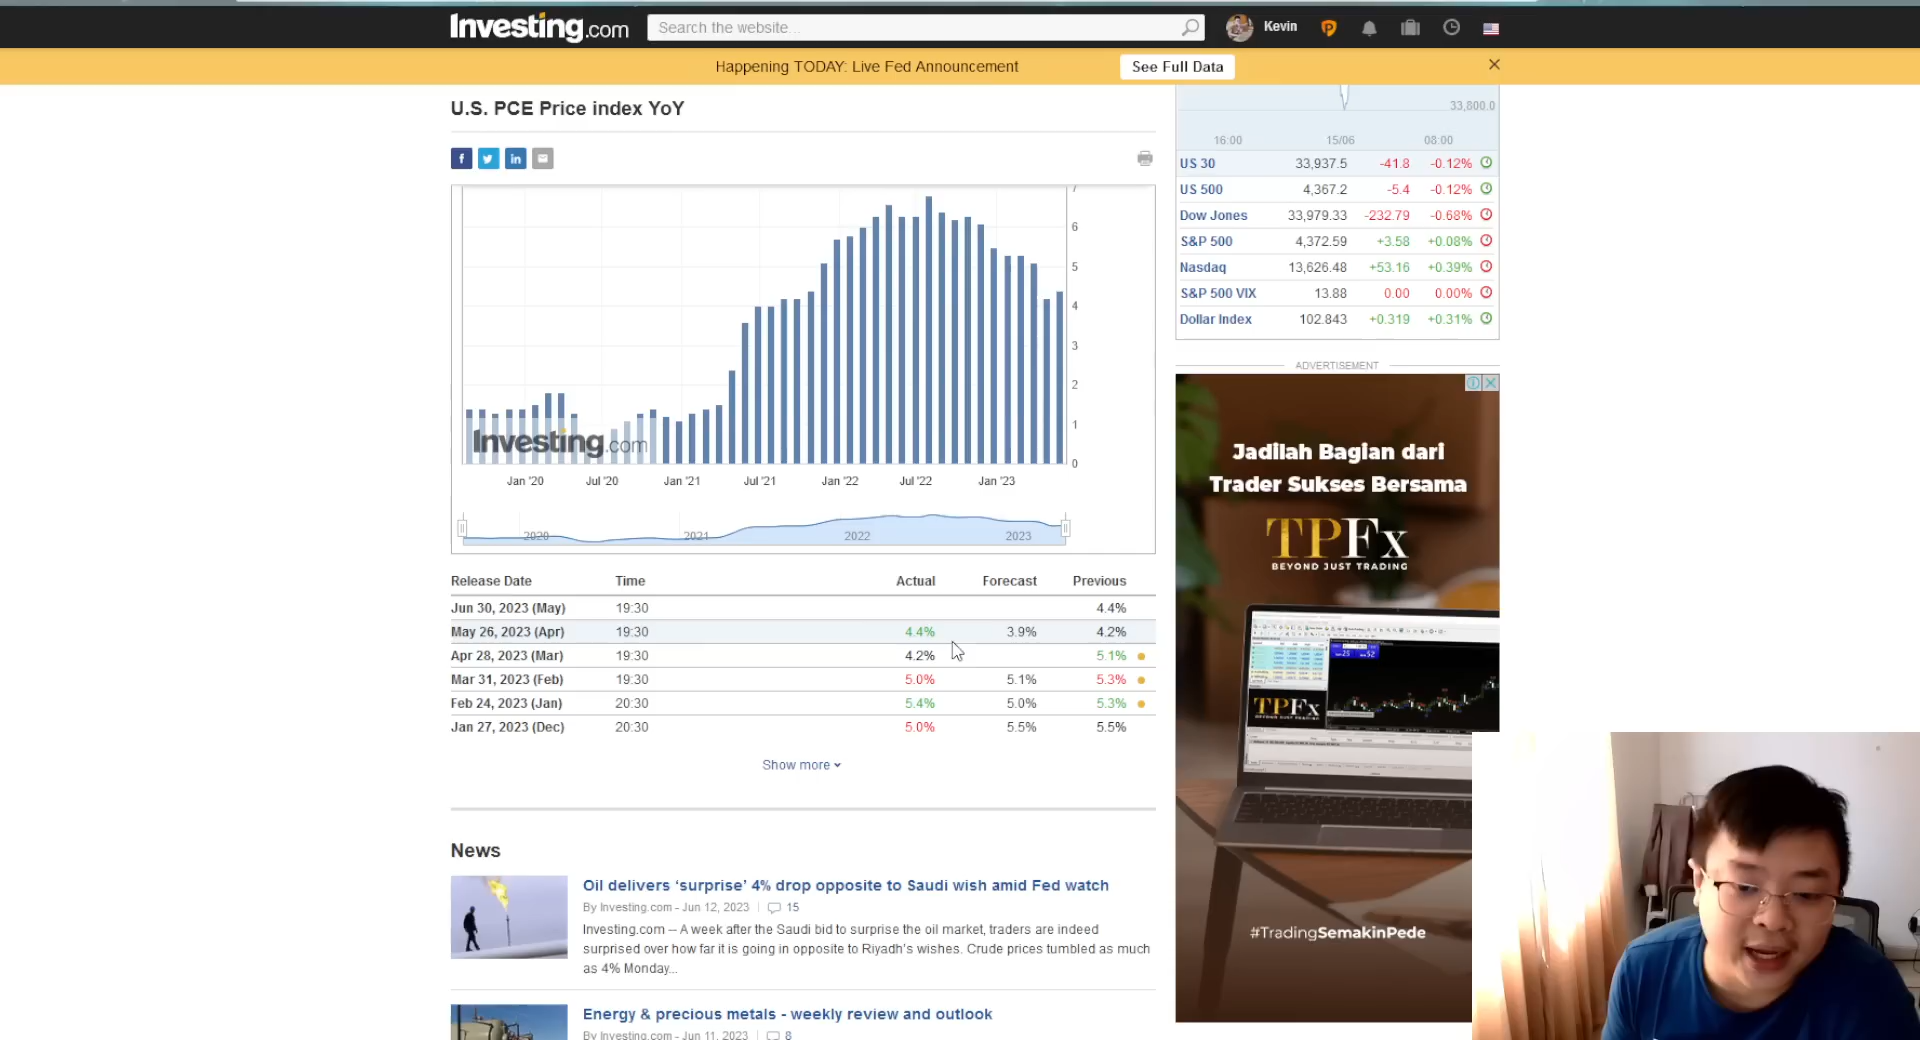 Investing.com
Search the website...
Kevin
Happening TODAY: Live Fed Announcement
See Full Data
U.S. PCE Price index YoY
7
6
5
4
3
2
1
0
Investing.com
Jan '20
Jul '20
Jan '21
Jul '21
Jan '22
Jul '22
Jan '23
2020
2021
2022
2023
Release Date Time Actual Forecast Previous
Jun 30, 2023 (May) 19:30 4.4%
May 26, 2023 (Apr) 19:30 4.4% 3.9% 4.2%
Apr 28, 2023 (Mar) 19:30 4.2% 5.1%
Mar 31, 2023 (Feb) 19:30 5.0% 5.1% 5.3%
Feb 24, 2023 (Jan) 20:30 5.4% 5.0% 5.3%
Jan 27, 2023 (Dec) 20:30 5.0% 5.5% 5.5%
Show more
News
Oil delivers ‘surprise’ 4% drop opposite to Saudi wish amid Fed watch
By Investing.com - Jun 12, 2023 | 15
Investing.com -- A week after the Saudi bid to surprise the oil market, traders are indeed
surprised over how far it is going in opposite to Riyadh's wishes. Crude prices tumbled as much
as 4% Monday...
Energy & precious metals - weekly review and outlook
By Investing.com - Jun 11, 2023 | 8
33,800.0
16:00 15/06 08:00
US 30 33,937.5 -41.8 -0.12%
US 500 4,367.2 -5.4 -0.12%
Dow Jones 33,979.33 -232.79 -0.68%
S&P 500 4,372.59 +3.58 +0.08%
Nasdaq 13,626.48 +53.16 +0.39%
S&P 500 VIX 13.88 0.00 0.00%
Dollar Index 102.843 +0.319 +0.31%
ADVERTISEMENT
Jadilah Bagian dari
Trader Sukses Bersama
TPFx
BEYOND JUST TRADING
TPFx
BEYOND JUST TRADING
#TradingSemakinPede